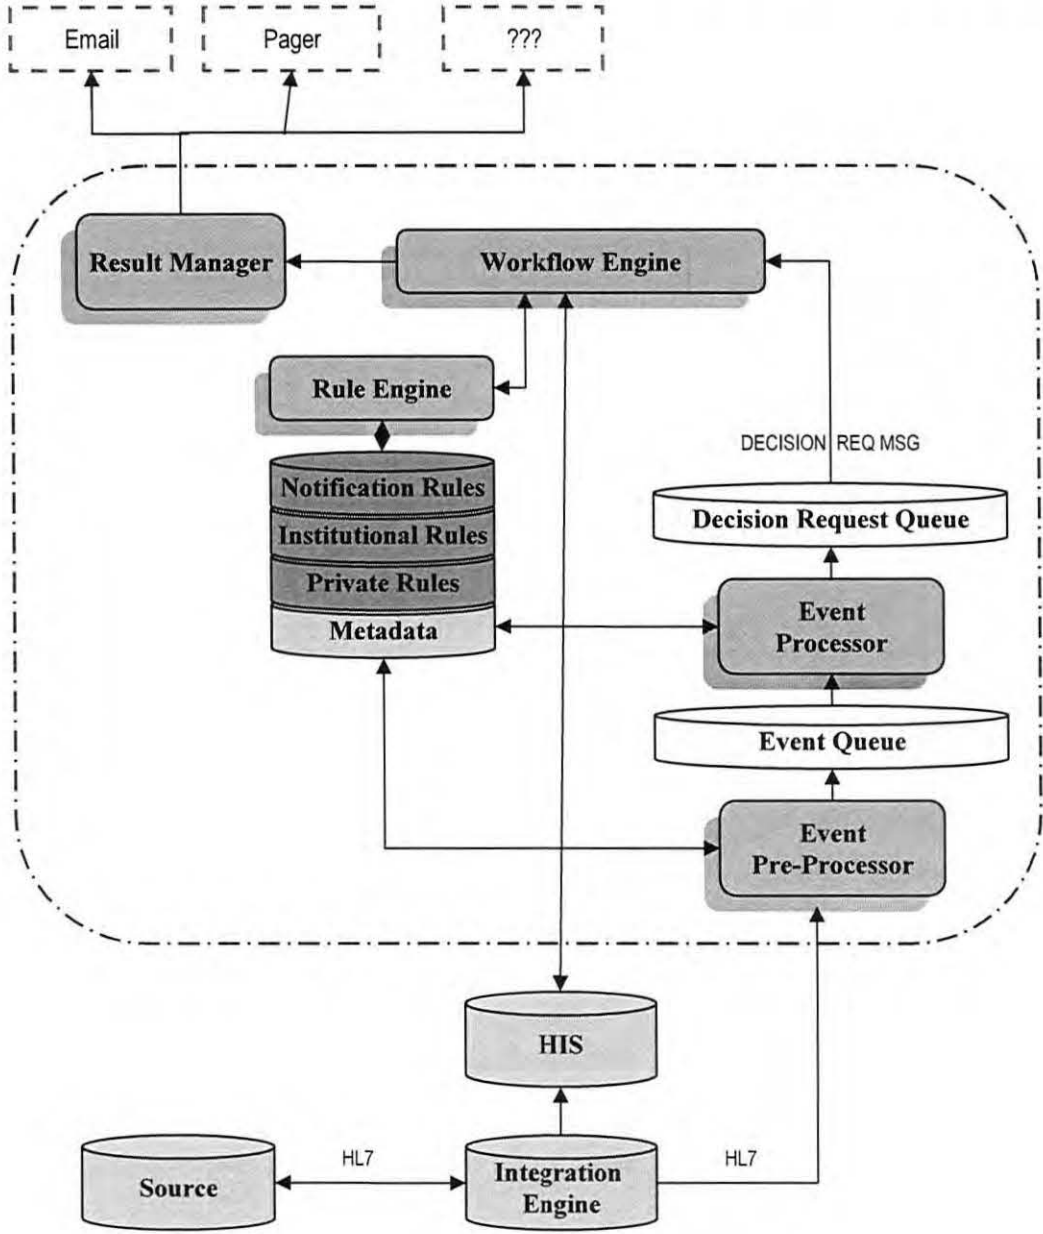 Email
Pager
???
Result Manager
Workflow Engine
Rule Engine
DECISION REQ MSG
Notification Rules
Institutional Rules
Private Rules
Metadata
Decision Request Queue
Event
Processor
Event Queue
Event
Pre-Processor
HIS
HL7
HL7
Source
Integration
Engine